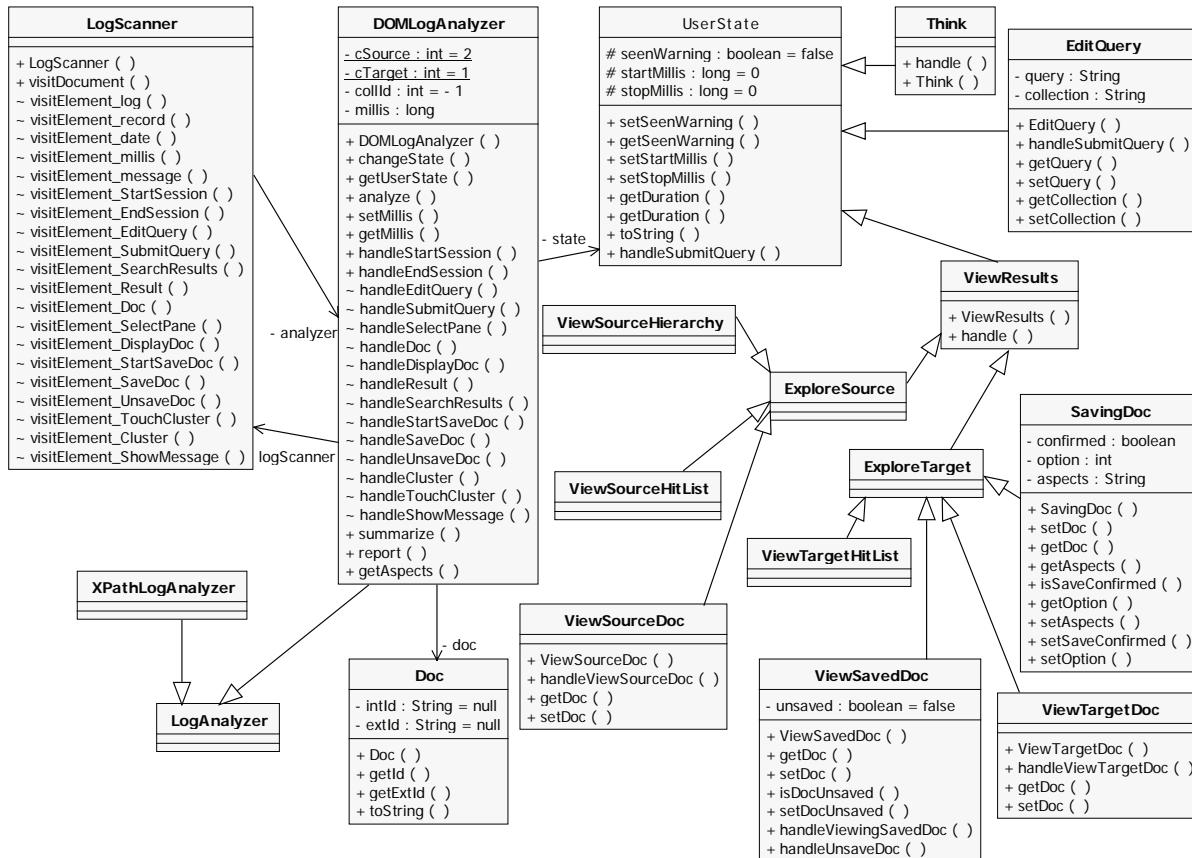 LogScanner
+ LogScanner ( )
+ visitDocument ( )
~ visitElement_log ( )
~ visitElement_record ( )
~ visitElement_date ( )
~ visitElement_millis ( )
~ visitElement_message ( )
~ visitElement_StartSession ( )
~ visitElement_EndSession ( )
~ visitElement_EditQuery ( )
~ visitElement_SubmitQuery ( )
~ visitElement_SearchResults ( )
~ visitElement_Result ( )
~ visitElement_Doc ( )
~ visitElement_SelectPane ( )
~ visitElement_DisplayDoc ( )
~ visitElement_StartSaveDoc ( )
~ visitElement_SaveDoc ( )
~ visitElement_UnsaveDoc ( )
~ visitElement_TouchCluster ( )
~ visitElement_Cluster ( )
~ visitElement_ShowMessage ( )
- analyzer
logScanner
DOMLogAnalyzer
- cSource : int = 2
- cTarget : int = 1
- collId : int = - 1
- millis : long
+ DOMLogAnalyzer ( )
+ changeState ( )
+ getUserState ( )
+ analyze ( )
+ setMillis ( )
+ getMillis ( )
+ handleStartSession ( )
+ handleEndSession ( )
~ handleEditQuery ( )
~ handleSubmitQuery ( )
~ handleSelectPane ( )
~ handleDoc ( )
~ handleDisplayDoc ( )
~ handleResult ( )
~ handleSearchResults ( )
~ handleStartSaveDoc ( )
~ handleSaveDoc ( )
~ handleUnsaveDoc ( )
~ handleCluster ( )
~ handleTouchCluster ( )
~ handleShowMessage ( )
+ summarize ( )
+ report ( )
+ getAspects ( )
- state
- doc
UserState
# seenWarning : boolean = false
# startMillis : long = 0
# stopMillis : long = 0
+ setSeenWarning ( )
+ getSeenWarning ( )
+ setStartMillis ( )
+ setStopMillis ( )
+ getDuration ( )
+ getDuration ( )
+ toString ( )
+ handleSubmitQuery ( )
Think
+ handle ( )
+ Think ( )
EditQuery
- query : String
- collection : String
+ EditQuery ( )
+ handleSubmitQuery ( )
+ getQuery ( )
+ setQuery ( )
+ getCollection ( )
+ setCollection ( )
ViewResults
+ ViewResults ( )
+ handle ( )
ViewSourceHierarchy
ExploreSource
ViewSourceHitList
ExploreTarget
ViewTargetHitList
SavingDoc
- confirmed : boolean
- option : int
- aspects : String
+ SavingDoc ( )
+ setDoc ( )
+ getDoc ( )
+ getAspects ( )
+ isSaveConfirmed ( )
+ getOption ( )
+ setAspects ( )
+ setSaveConfirmed ( )
+ setOption ( )
XPathLogAnalyzer
LogAnalyzer
Doc
- intId : String = null
- extId : String = null
+ Doc ( )
+ getId ( )
+ getExtId ( )
+ toString ( )
ViewSourceDoc
+ ViewSourceDoc ( )
+ handleViewSourceDoc ( )
+ getDoc ( )
+ setDoc ( )
ViewSavedDoc
- unsaved : boolean = false
+ ViewSavedDoc ( )
+ getDoc ( )
+ setDoc ( )
+ isDocUnsaved ( )
+ setDocUnsaved ( )
+ handleViewingSavedDoc ( )
+ handleUnsaveDoc ( )
ViewTargetDoc
+ ViewTargetDoc ( )
+ handleViewTargetDoc ( )
+ getDoc ( )
+ setDoc ( )